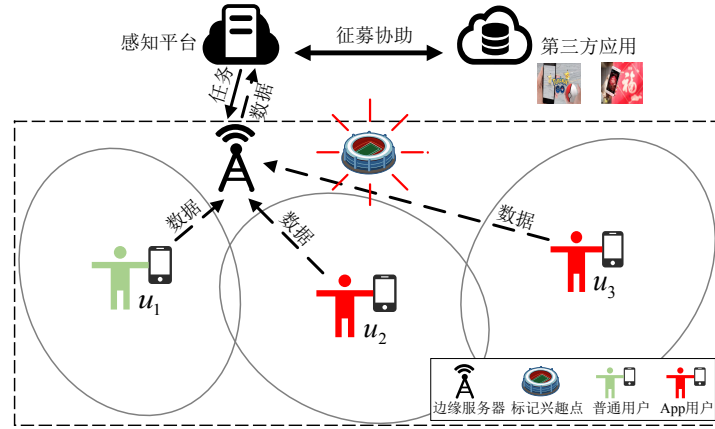 感知平台
征募协助
第三方应用
GO
福
任务
数据
数据
数据
数据
u1
u2
u3
边缘服务器
标记兴趣点
普通用户
App用户